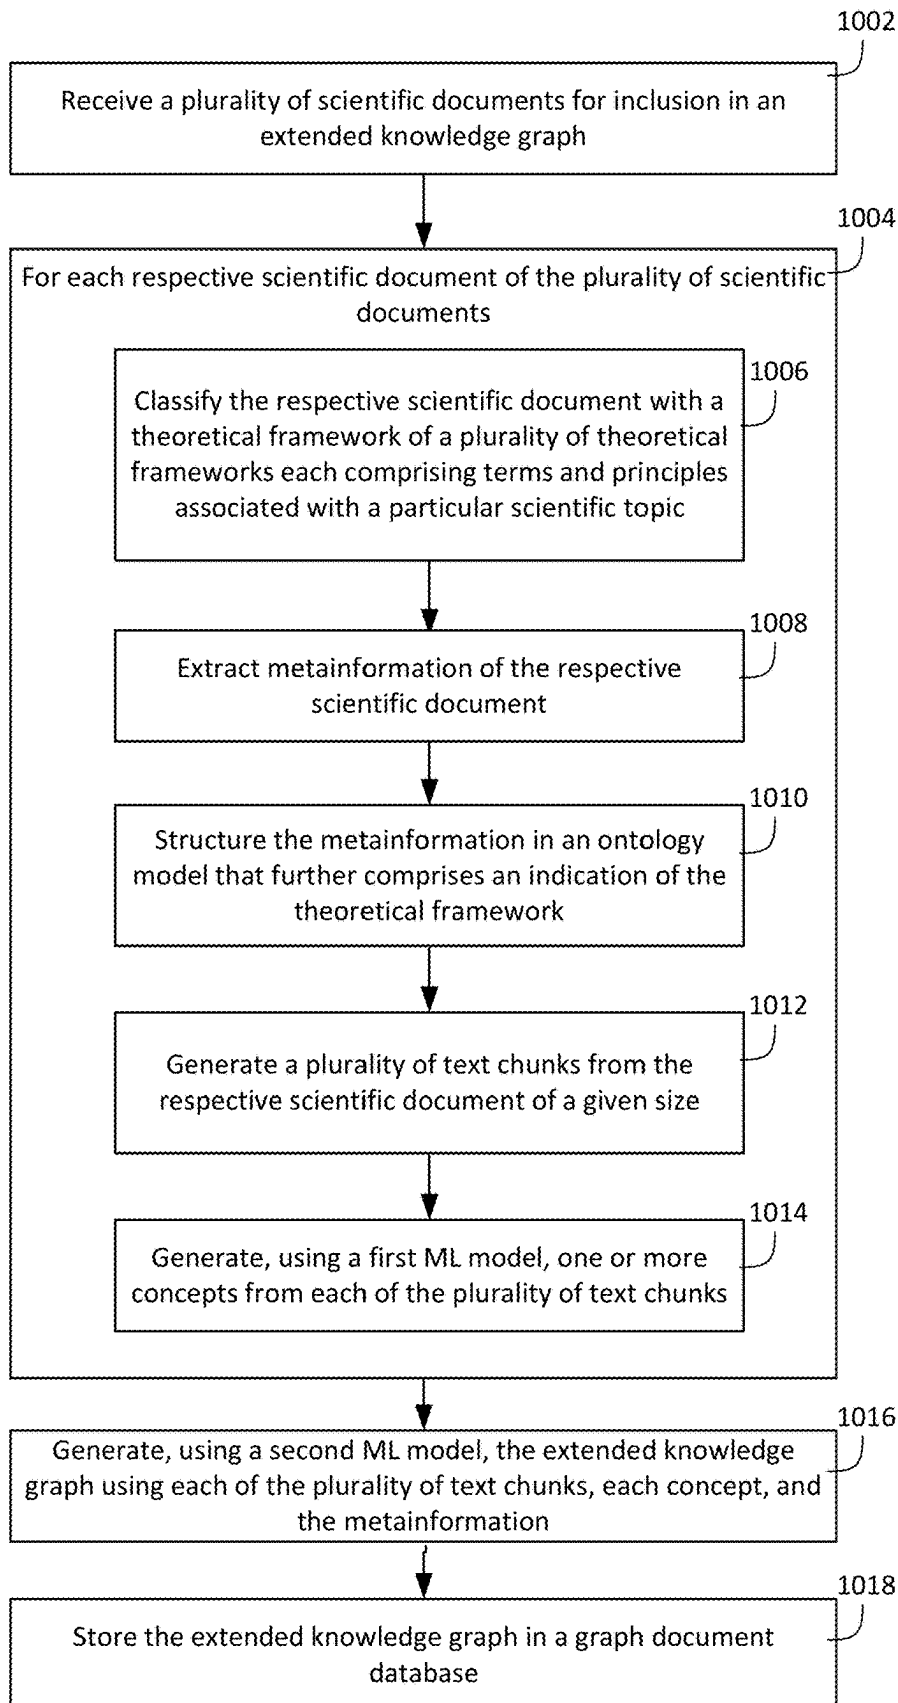 1002
Receive a plurality of scientific documents for inclusion in an
extended knowledge graph
1004
For each respective scientific document of the plurality of scientific
documents
1006
Classify the respective scientific document with a
theoretical framework of a plurality of theoretical
frameworks each comprising terms and principles
associated with a particular scientific topic
1008
Extract metainformation of the respective
scientific document
1010
Structure the metainformation in an ontology
model that further comprises an indication of the
theoretical framework
1012
Generate a plurality of text chunks from the
respective scientific document of a given size
1014
Generate, using a first ML model, one or more
concepts from each of the plurality of text chunks
1016
Generate, using a second ML model, the extended knowledge
graph using each of the plurality of text chunks, each concept, and
the metainformation
1018
Store the extended knowledge graph in a graph document
database